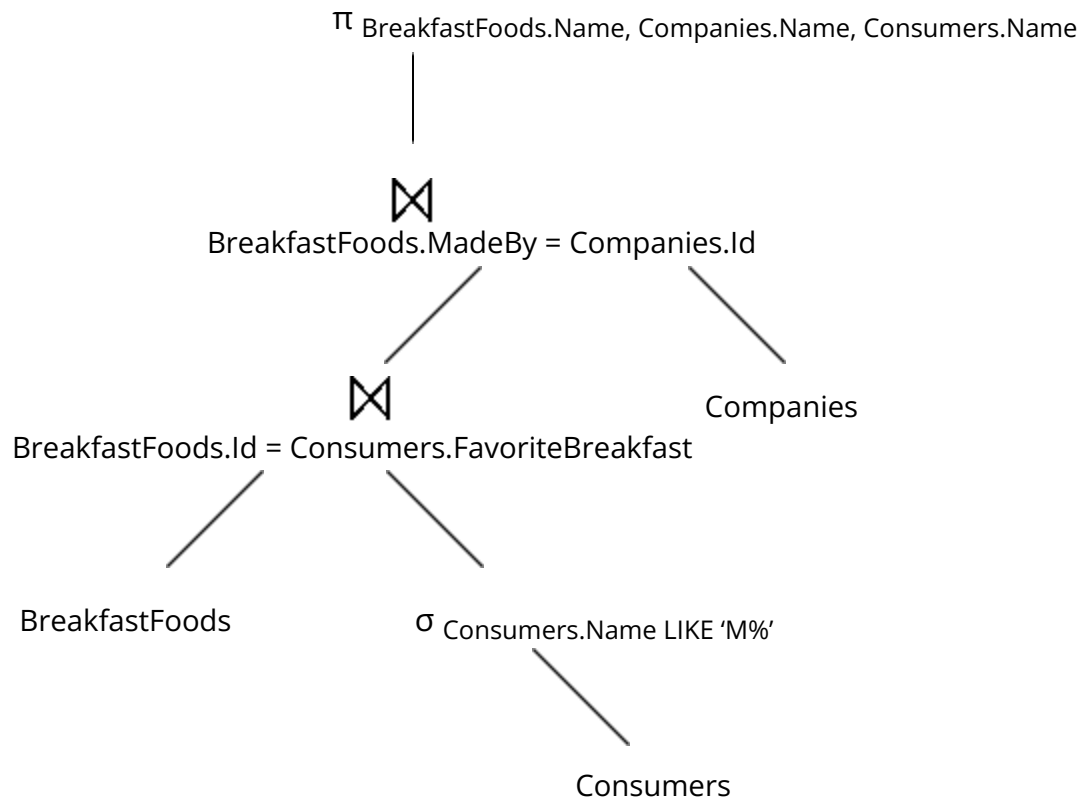 π BreakfastFoods.Name, Companies.Name, Consumers.Name
⋈
BreakfastFoods.MadeBy = Companies.Id
⋈
Companies
BreakfastFoods.Id = Consumers.FavoriteBreakfast
BreakfastFoods
σ Consumers.Name LIKE ‘M%’
Consumers